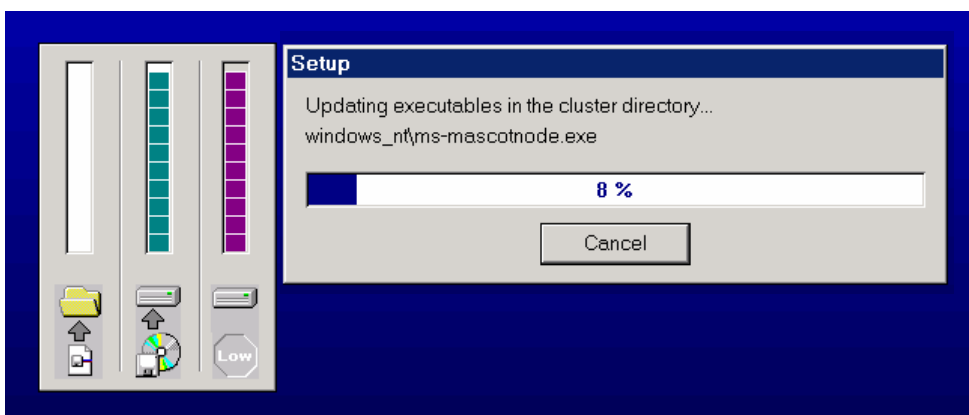 Setup
Updating executables in the cluster directory...
windows_nt\ms-mascotnode.exe
8 %
Cancel
Low